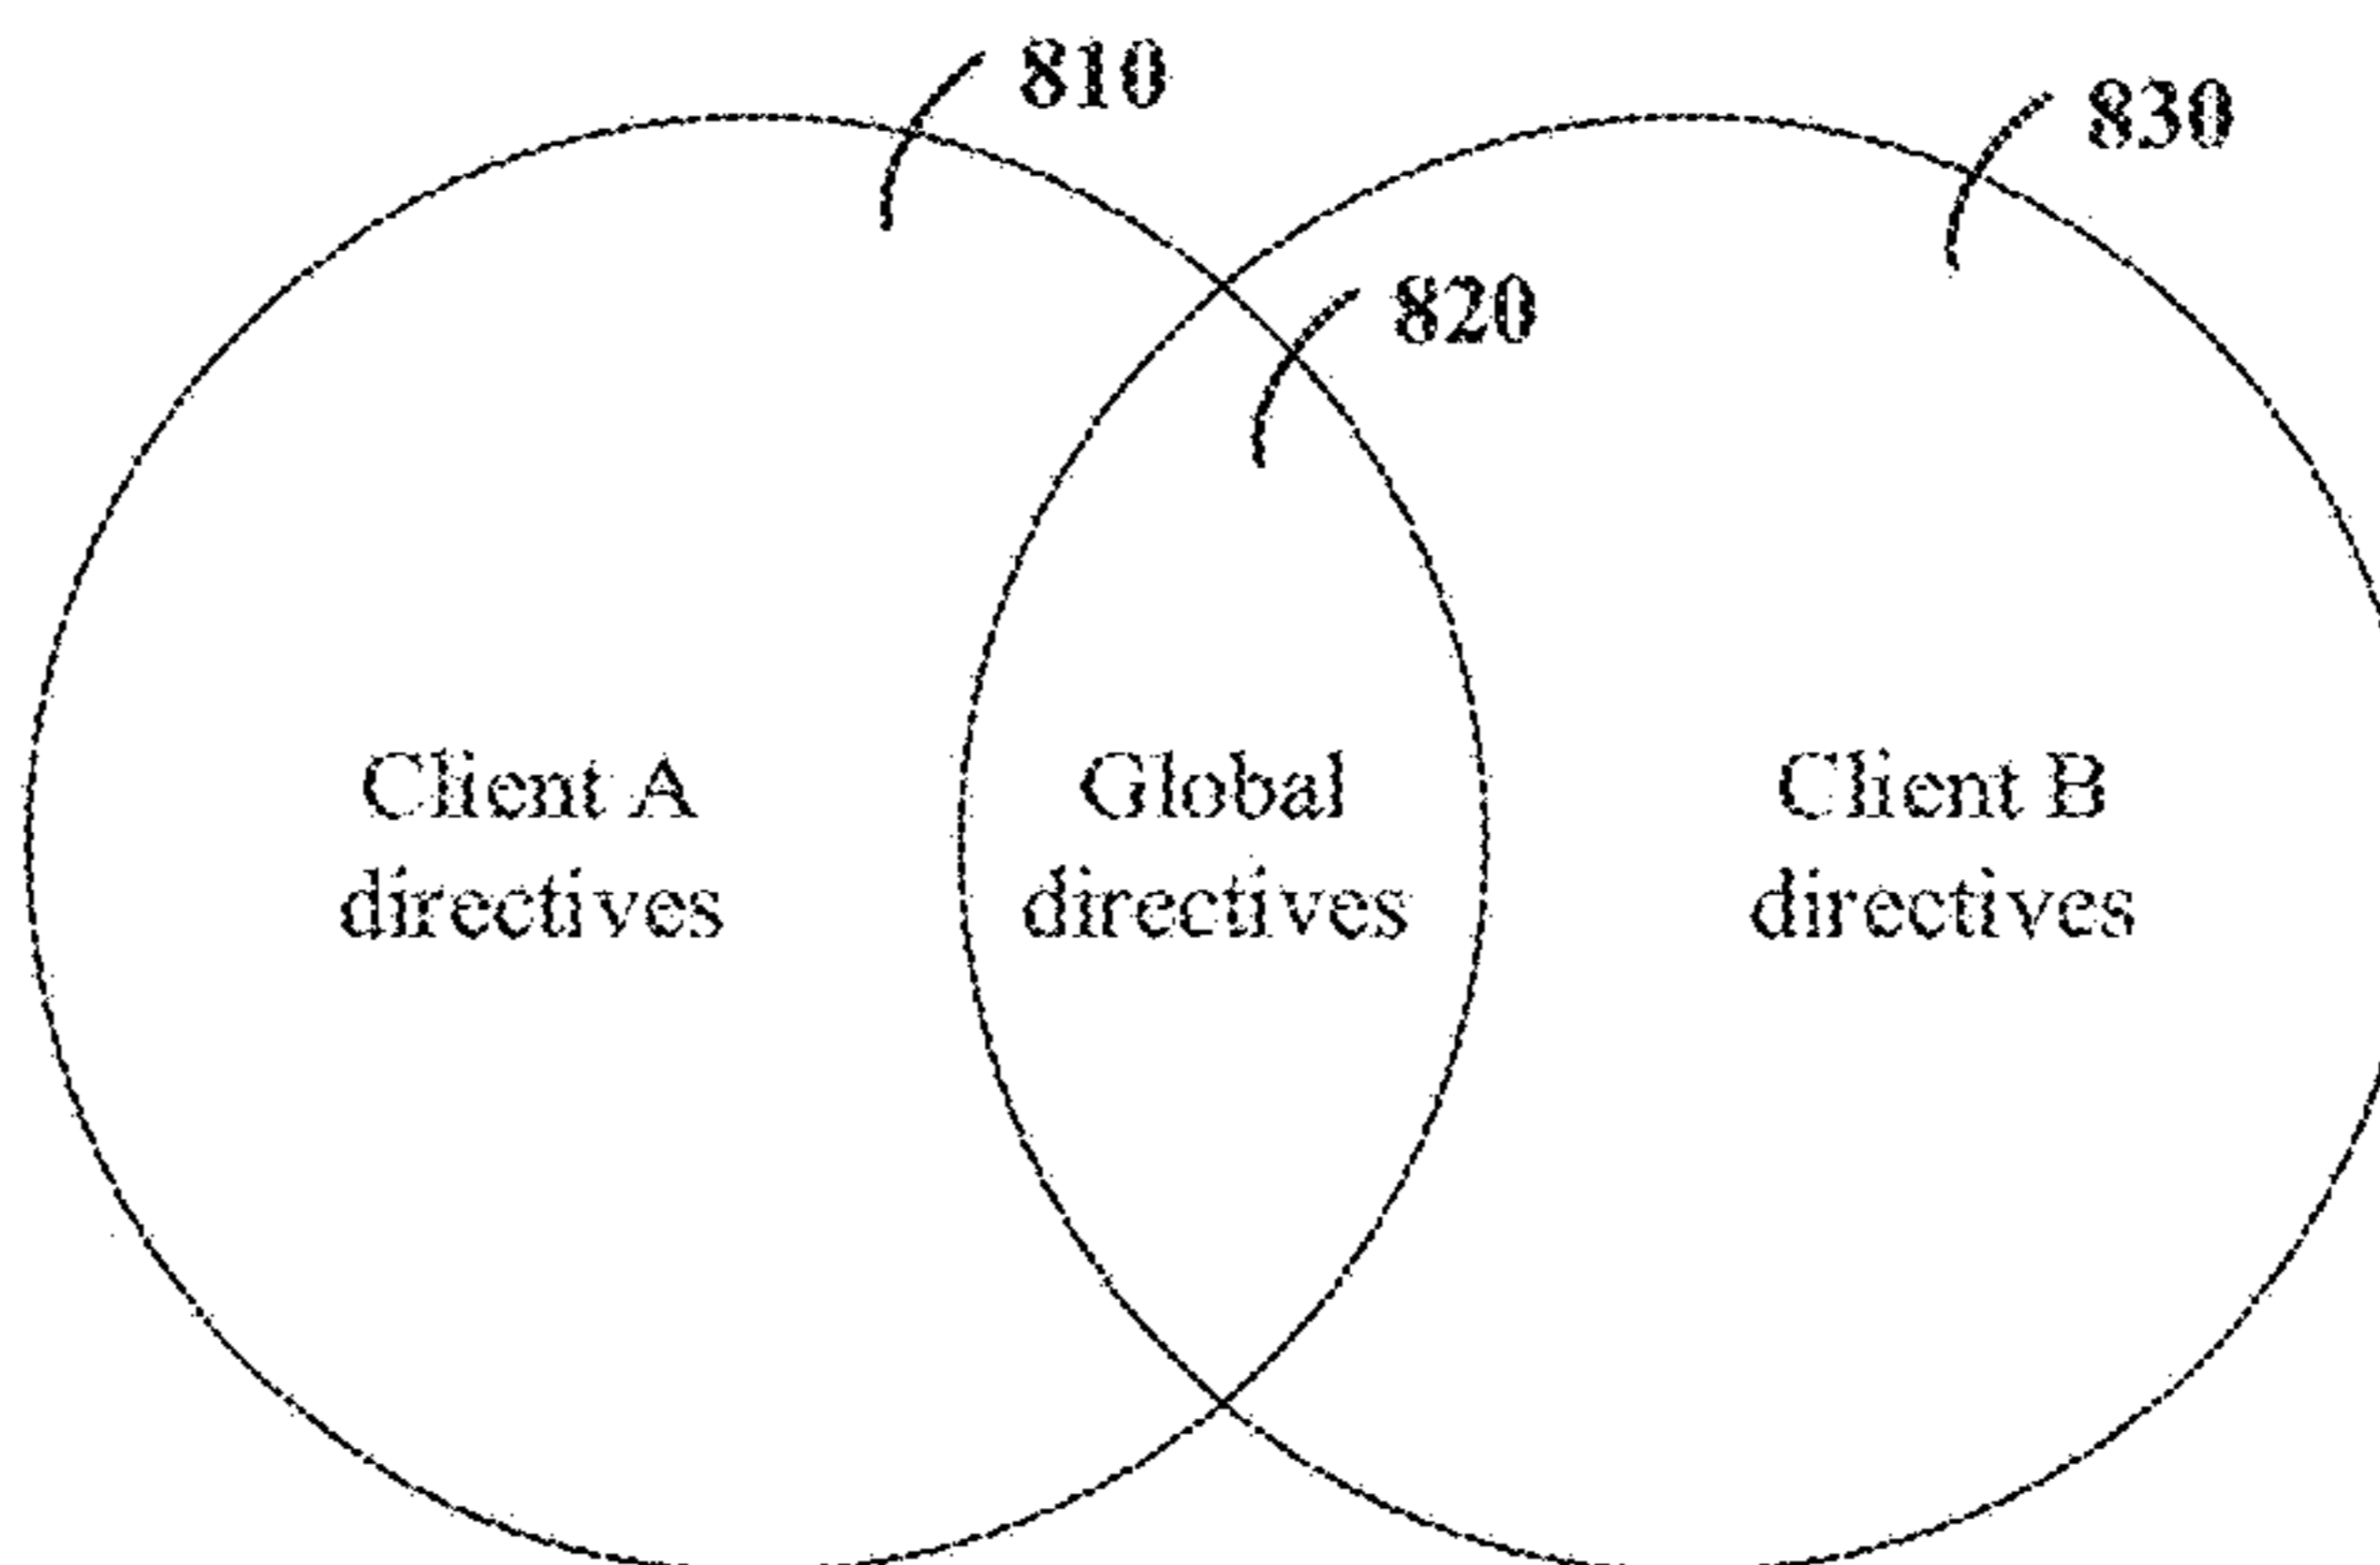 810
830
820
Client A
directives
Global
directives
Client B
directives